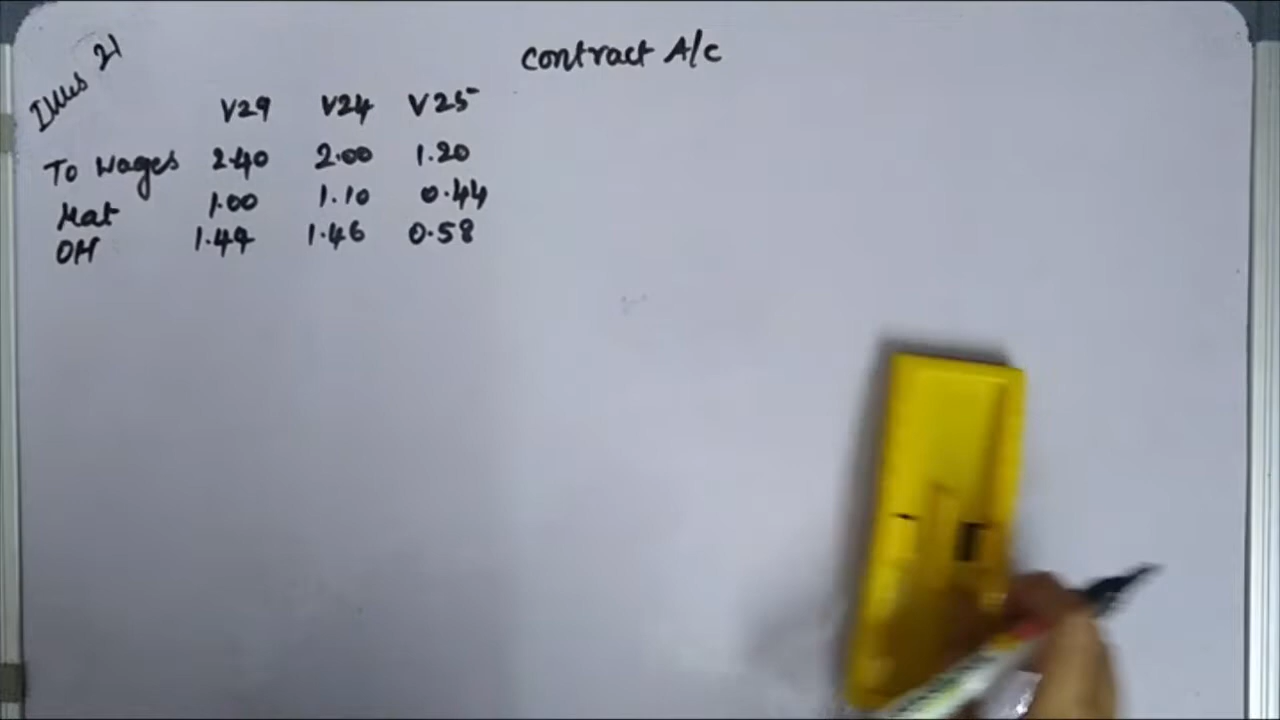 Illus 21
Contract A/c
V29 V24 V25
To Wages 2.40 2.00 1.20
Mat 1.00 1.10 0.44
OH 1.44 1.46 0.58